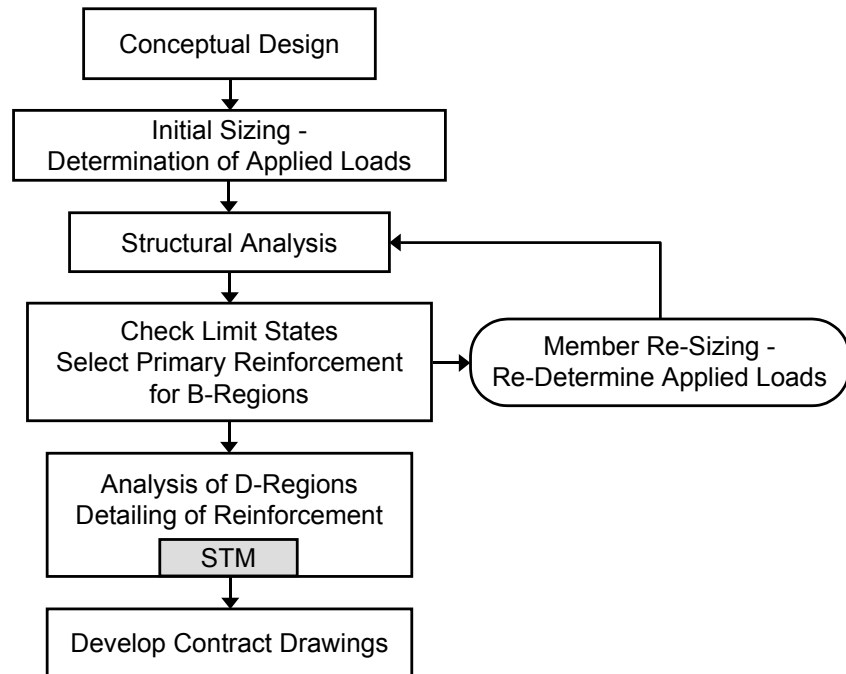 Conceptual Design
Initial Sizing -
Determination of Applied Loads
Structural Analysis
Check Limit States
Select Primary Reinforcement
for B-Regions
Member Re-Sizing -
Re-Determine Applied Loads
Analysis of D-Regions
Detailing of Reinforcement
STM
Develop Contract Drawings